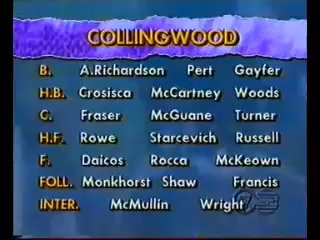 COLLINGWOOD
B. A.Richardson Pert Gayfer
H.B. Crosisca McCartney Woods
C. Fraser McGuane Turner
H.F. Rowe Starcevich Russell
F. Daicos Rocca McKeown
FOLL. Monkhorst Shaw Francis
INTER. McMullin Wright